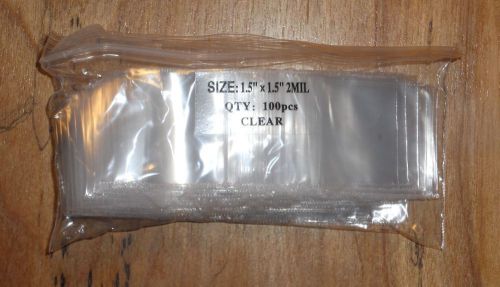 SIZE: 1.5" x 1.5" 2MIL
QTY: 100pcs
CLEAR